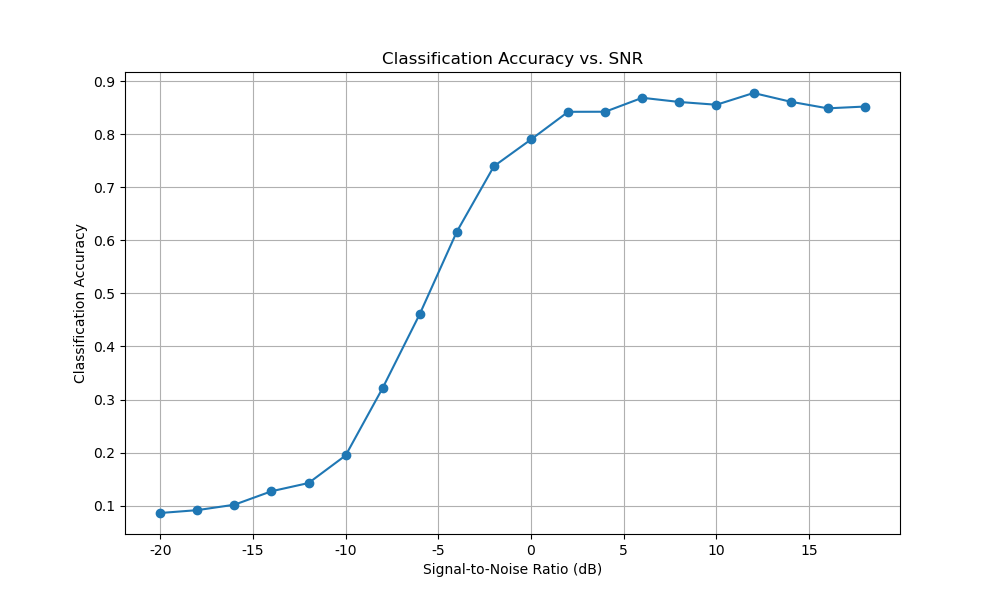 Classification Accuracy vs. SNR
0.9
0.8
0.7
0.6
0.5
0.4
0.3
0.2
0.1
Classification Accuracy
-20 -15 -10 -5 0 5 10 15
Signal-to-Noise Ratio (dB)